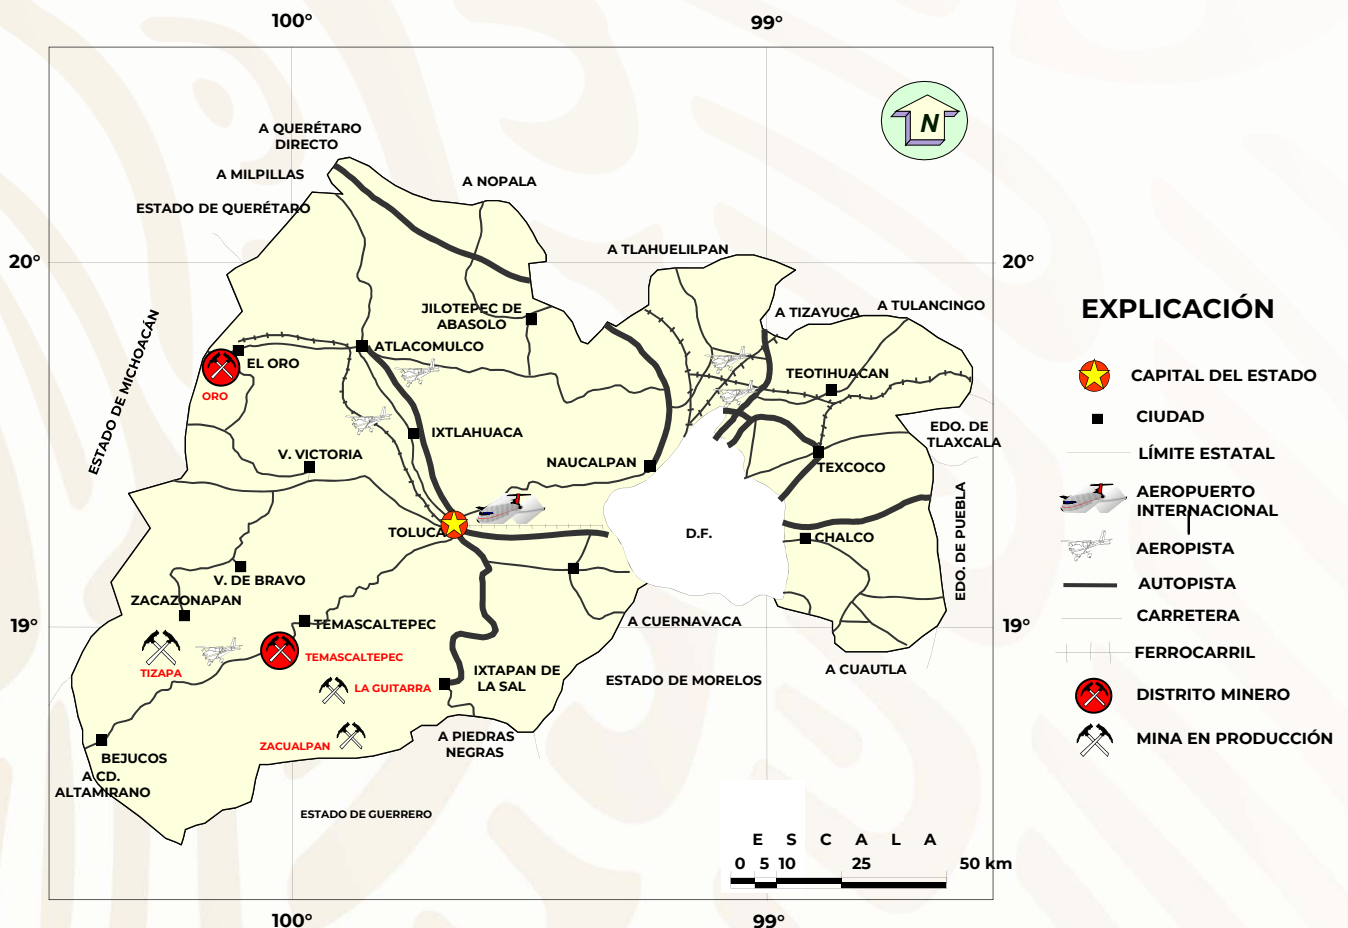 100°
99°
N
A QUERÉTARO
DIRECTO
A MILPILLAS
A NOPALA
ESTADO DE QUERÉTARO
A TLAHUELILPAN
20°
20°
A TIZAYUCA
A TULANCINGO
JILOTEPEC DE
ABASOLO
ATLACOMULCO
EL ORO
ORO
ESTADO DE MICHOACÁN
TEOTIHUACAN
IXTLAHUACA
EDO. DE
TLAXCALA
V. VICTORIA
NAUCALPAN
TEXCOCO
TOLUCA
D.F.
CHALCO
EDO. DE PUEBLA
V. DE BRAVO
ZACAZONAPAN
19°
TEMASCALTEPEC
A CUERNAVACA
19°
TEMASCALTEPEC
TIZAPA
LA GUITARRA
IXTAPAN DE
LA SAL
ESTADO DE MORELOS
A CUAUTLA
ZACUALPAN
A PIEDRAS
NEGRAS
BEJUCOS
A CD.
ALTAMIRANO
ESTADO DE GUERRERO
E S C A L A
0 5 10 25 50 km
100°
99°
EXPLICACIÓN
CAPITAL DEL ESTADO
CIUDAD
LÍMITE ESTATAL
AEROPUERTO
INTERNACIONAL
AEROPISTA
AUTOPISTA
CARRETERA
FERROCARRIL
DISTRITO MINERO
MINA EN PRODUCCIÓN